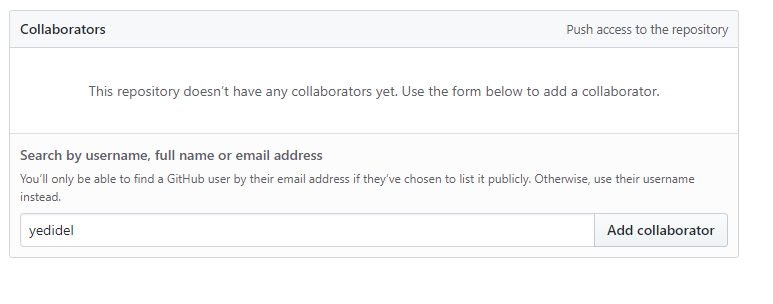 Collaborators
Push access to the repository
This repository doesn't have any collaborators yet. Use the form below to add a collaborator.
Search by username, full name or email address
You'll only be able to find a GitHub user by their email address if they've chosen to list it publicly. Otherwise, use their username
instead.
yedidel
Add collaborator